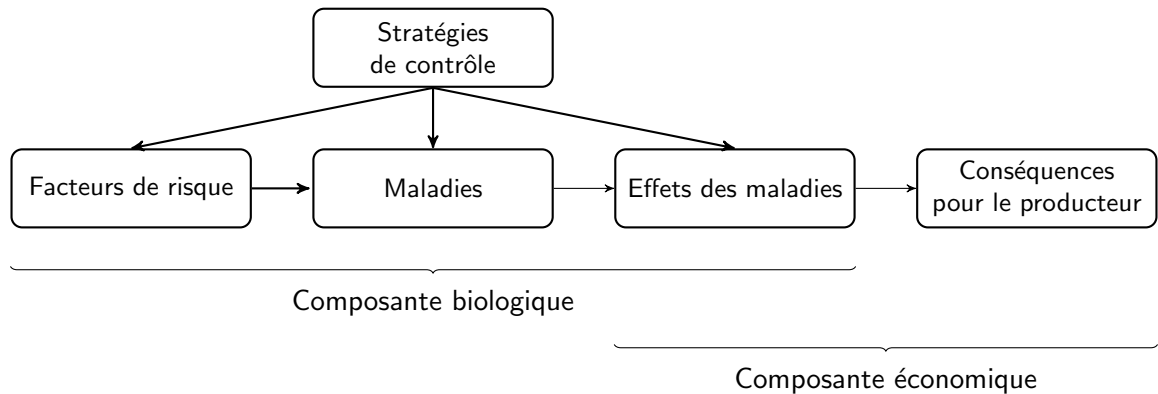 Stratégies
de contrôle
Facteurs de risque
Maladies
Effets des maladies
Conséquences
pour le producteur
Composante biologique
Composante économique